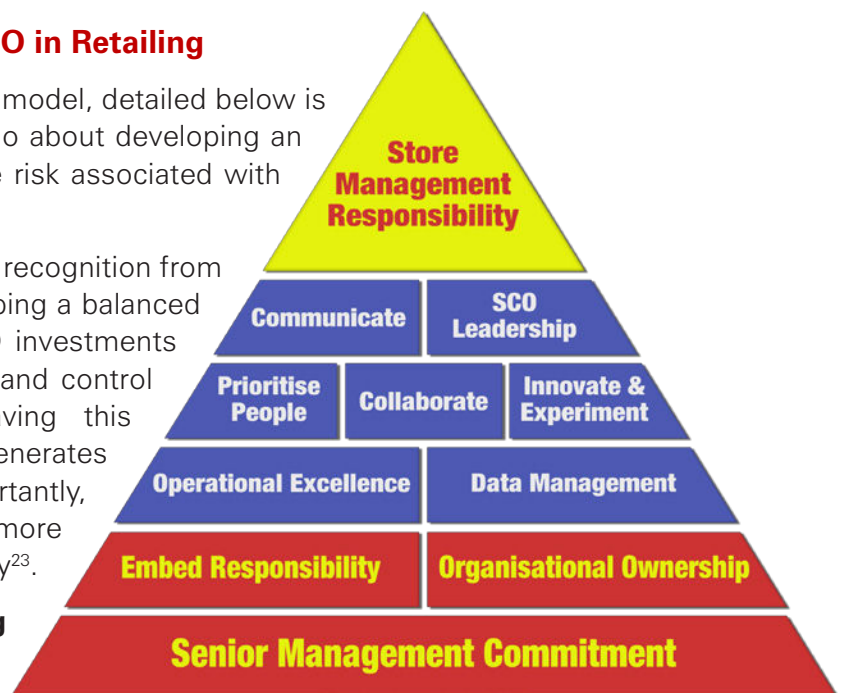 O in Retailing
model, detailed below is
o about developing an
risk associated with
recognition from
ing a balanced
investments
and control
ving this
enerates
rtantly,
more
y23.
g
Store
Management
Responsibility
Communicate
SCO
Leadership
Prioritise
People
Collaborate
Innovate &
Experiment
Operational Excellence
Data Management
Embed Responsibility
Organisational Ownership
Senior Management Commitment